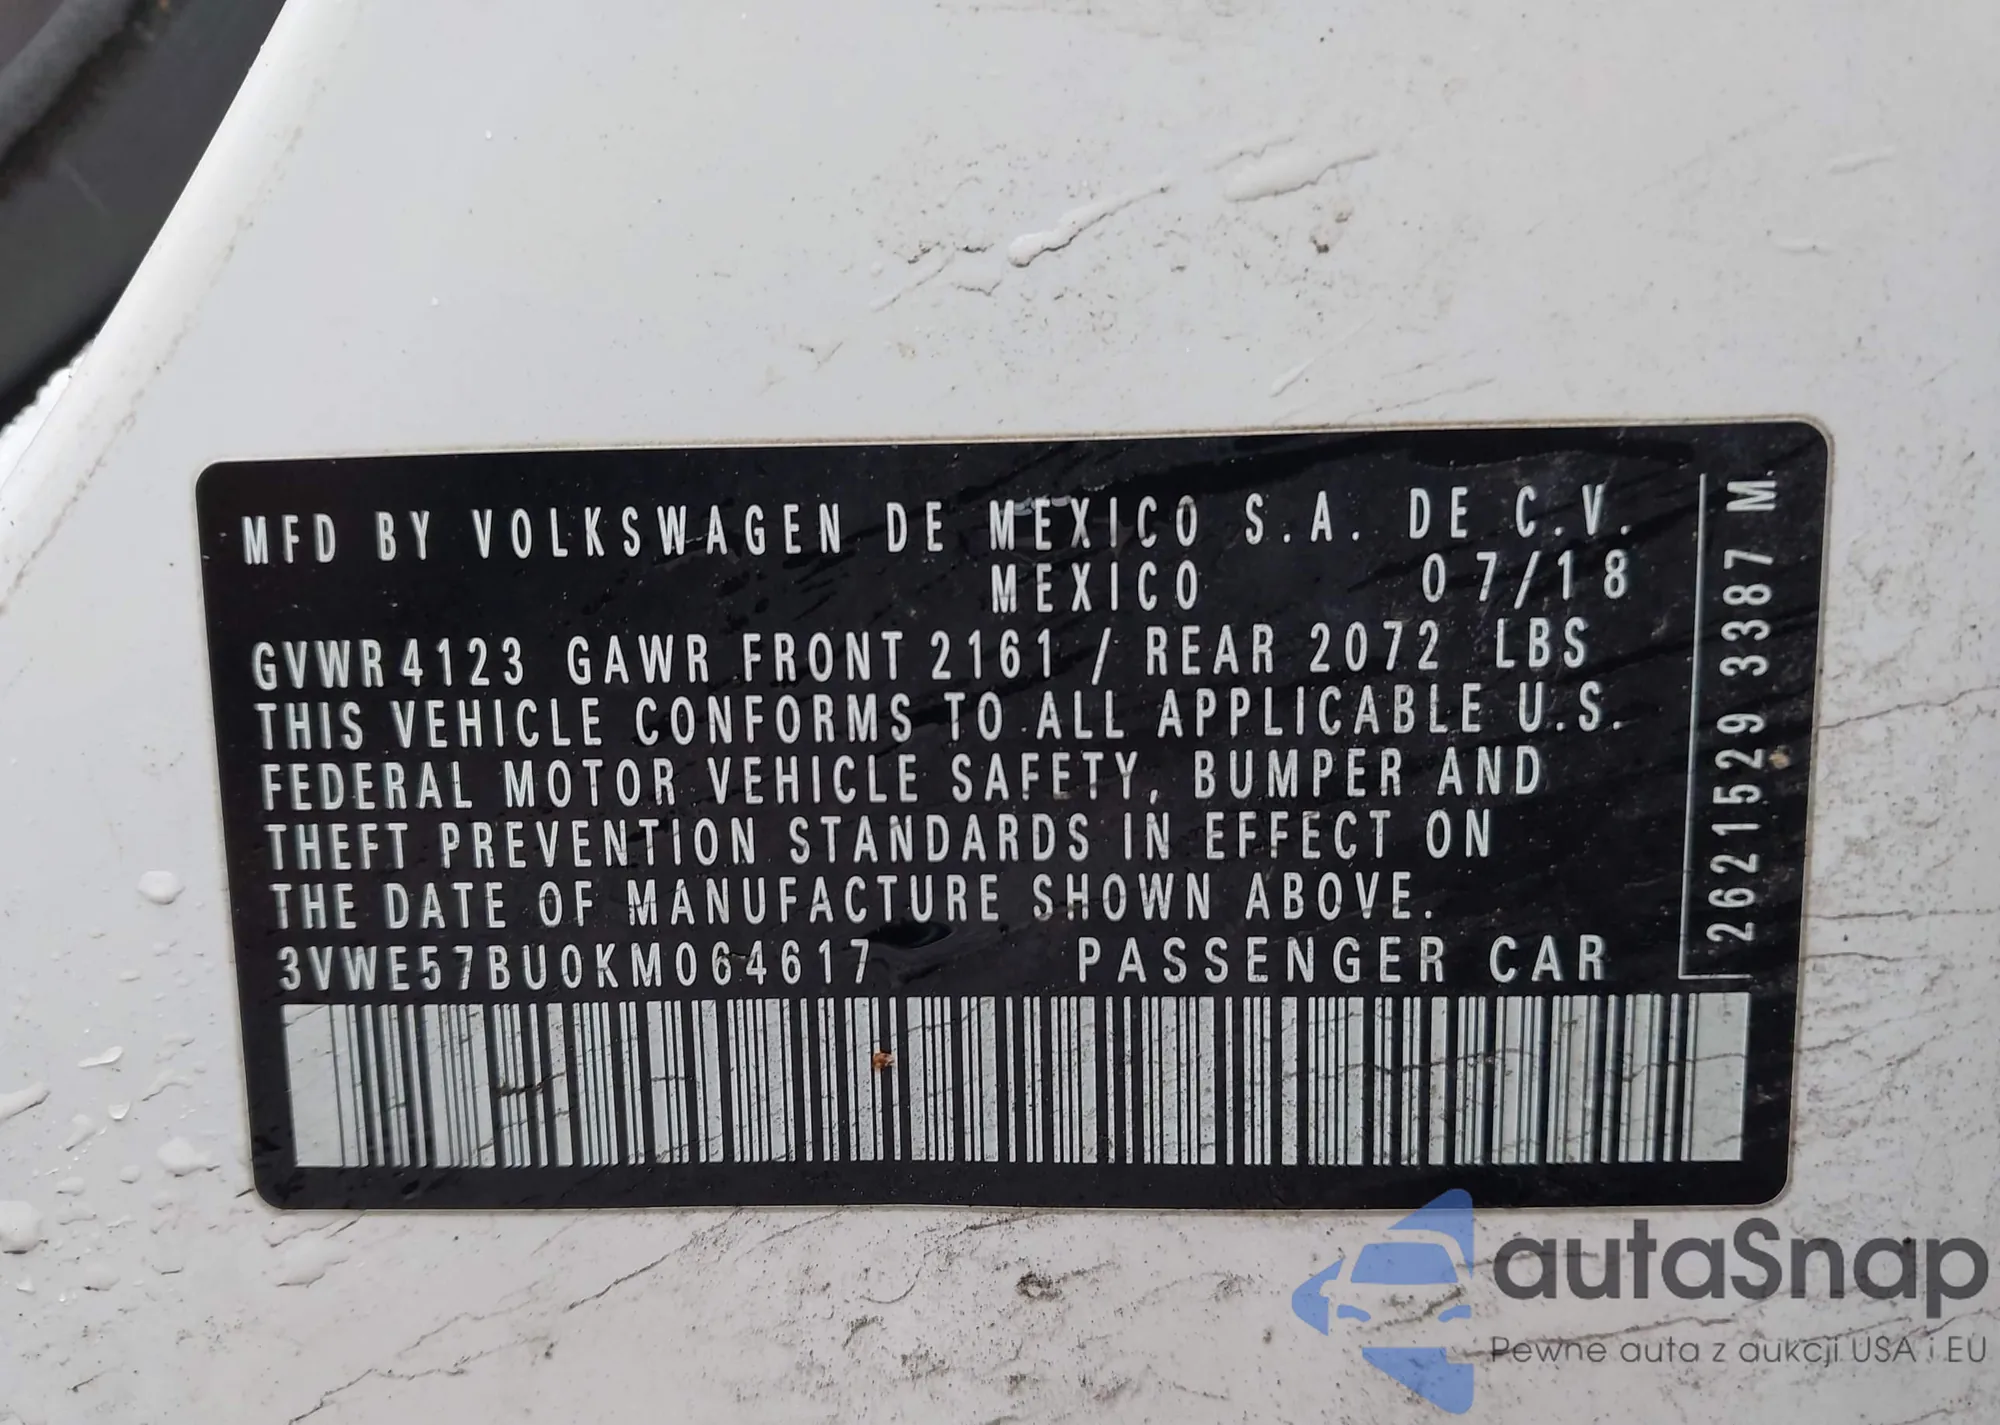 MFD BY VOLKSWAGEN DE MEXICO S.A. DE C.V.
MEXICO 07/18
GVWR 4123 GAWR FRONT 2161 / REAR 2072 LBS
THIS VEHICLE CONFORMS TO ALL APPLICABLE U.S.
FEDERAL MOTOR VEHICLE SAFETY, BUMPER AND
THEFT PREVENTION STANDARDS IN EFFECT ON
THE DATE OF MANUFACTURE SHOWN ABOVE.
3VWE57BU0KM064617 PASSENGER CAR
2621529 3387 M
autaSnap
Pewne auta z aukcji USA i EU